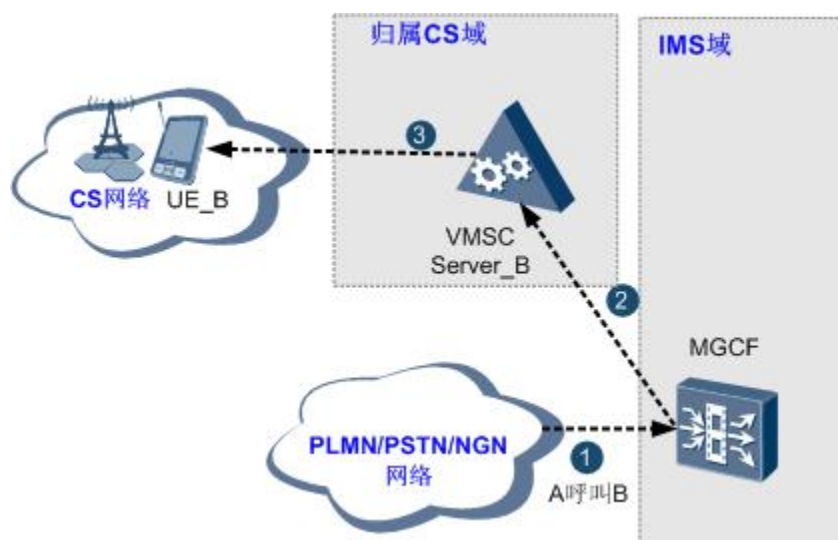 归属CS域
IMS域
3
CS网络
UE_B
VMSC
Server_B
2
MGCF
PLMN/PSTN/NGN
网络
1
A呼叫B